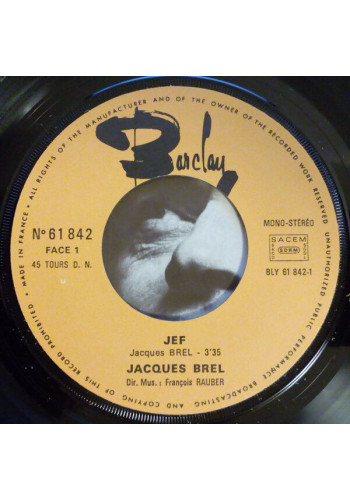 MADE IN FRANCE • ALL RIGHTS OF THE MANUFACTURER AND OF THE OWNER OF THE RECORDED WORK RESERVED UNAUTHORIZED PUBLIC PERFORMANCE BROADCASTING AND COPYING OF THIS RECORD PROHIBITED •
Barclay
Nº 61 842
FACE 1
45 TOURS D. N.
MONO-STÉRÉO
SACEM
SDRM
BLY 61 842-1
JEF
Jacques BREL - 3'35
JACQUES BREL
Dir. Mus.: François RAUBER